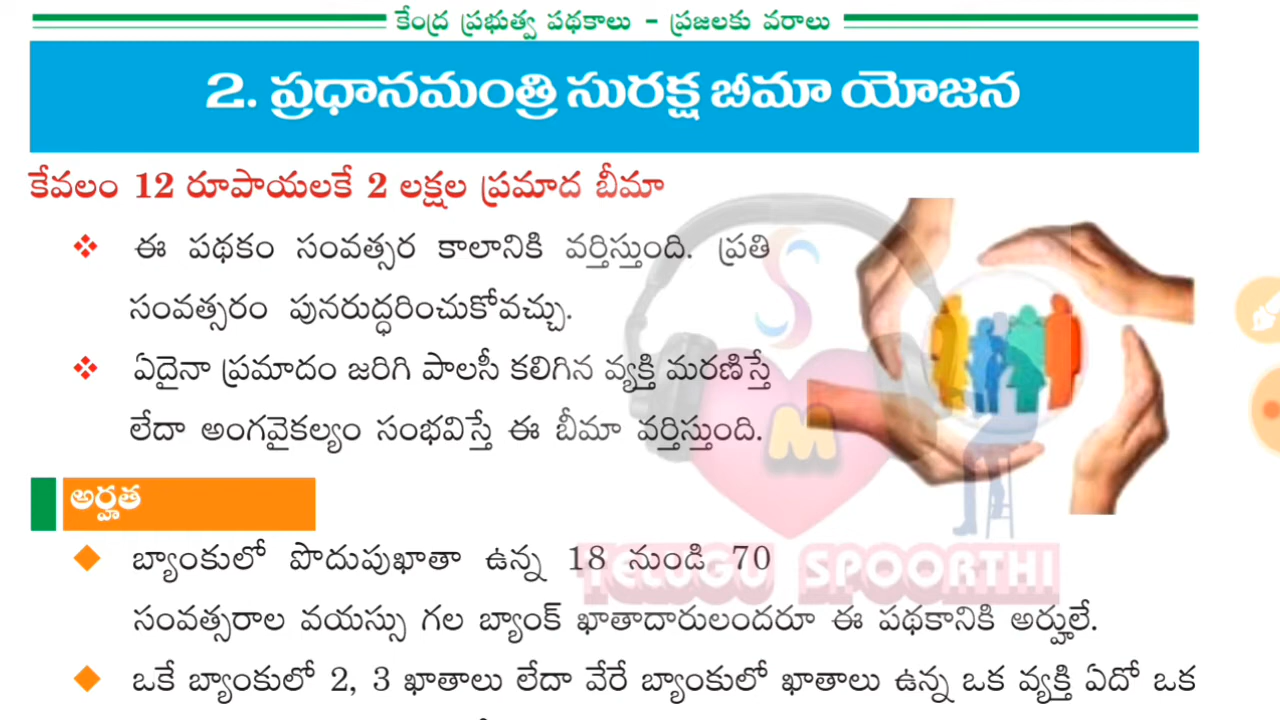 కేంద్ర ప్రభుత్వ పథకాలు - ప్రజలకు వరాలు
2. ప్రధానమంత్రి సురక్ష బీమా యోజన
కేవలం 12 రూపాయలకే 2 లక్షల ప్రమాద బీమా
ఈ పథకం సంవత్సర కాలానికి వర్తిస్తుంది. ప్రతి
సంవత్సరం పునరుద్ధరించుకోవచ్చు.
ఏదైనా ప్రమాదం జరిగి పాలసీ కలిగిన వ్యక్తి మరణిస్తే
లేదా అంగవైకల్యం సంభవిస్తే ఈ బీమా వర్తిస్తుంది.
అర్హత
బ్యాంకులో పొదుపుఖాతా ఉన్న 18 నుండి 70
సంవత్సరాల వయస్సు గల బ్యాంక్ ఖాతాదారులందరూ ఈ పథకానికి అర్హులే.
ఒకే బ్యాంకులో 2, 3 ఖాతాలు లేదా వేరే బ్యాంకులో ఖాతాలు ఉన్న ఒక వ్యక్తి ఏదో ఒక
S
M
TELUGU SPOORTHI